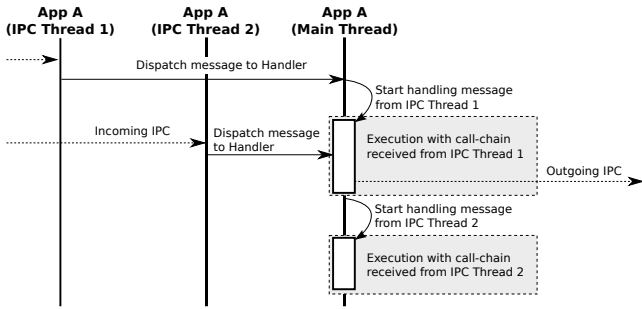 App A
(IPC Thread 1)
App A
(IPC Thread 2)
App A
(Main Thread)
Dispatch message to Handler
Start handling message
from IPC Thread 1
Incoming IPC
Dispatch message
to Handler
Execution with call-chain
received from IPC Thread 1
Outgoing IPC
Start handling message
from IPC Thread 2
Execution with call-chain
received from IPC Thread 2